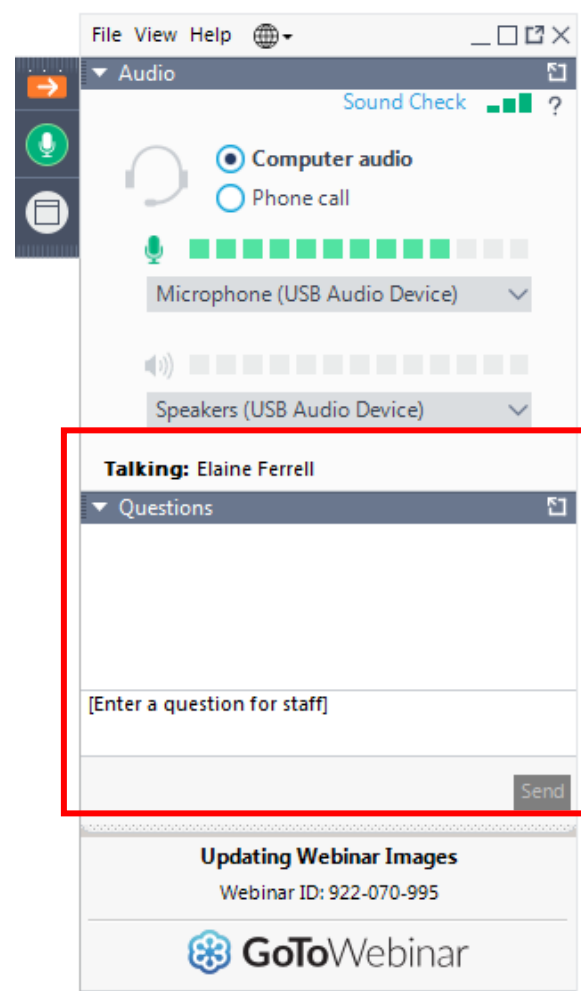 File View Help
Audio
Sound Check ?
Computer audio
Phone call
Microphone (USB Audio Device)
Speakers (USB Audio Device)
Talking: Elaine Ferrell
Questions
[Enter a question for staff]
Send
Updating Webinar Images
Webinar ID: 922-070-995
GoToWebinar